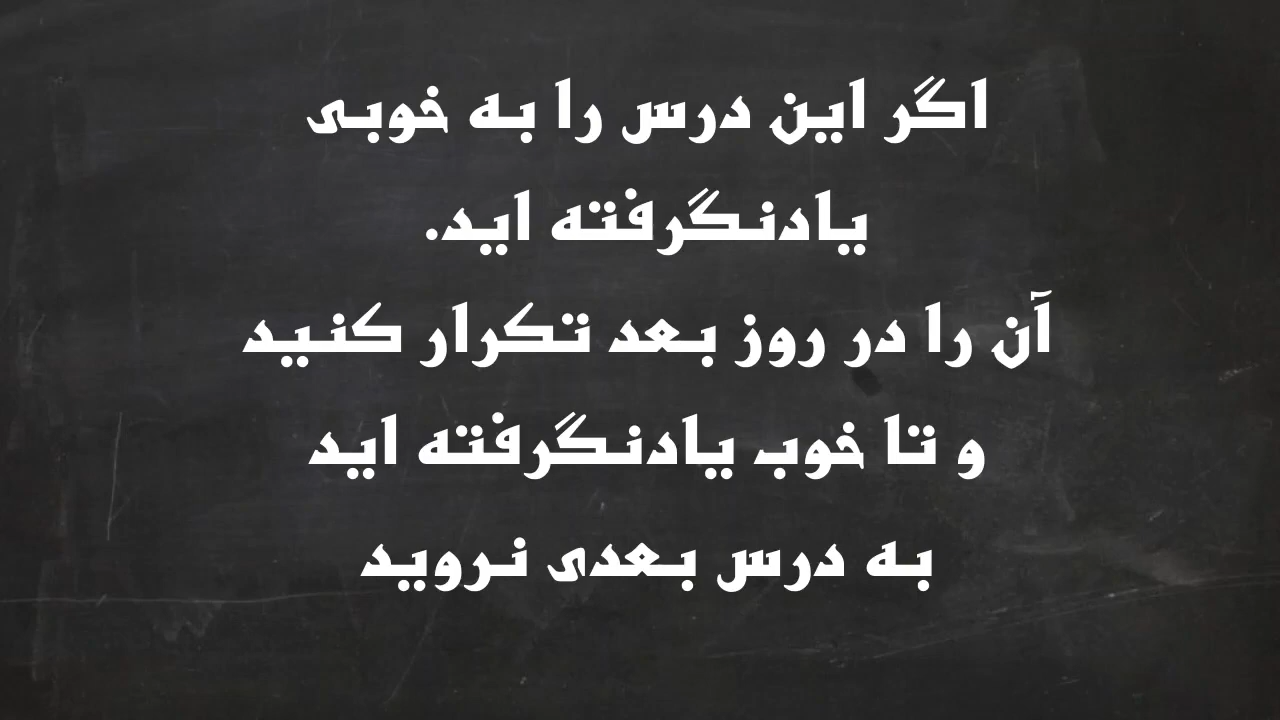 اگر این درس را به خوبی
یادنگرفته اید.
آن را در روز بعد تکرار کنید
و تا خوب یادنگرفته اید
به درس بعدی نروید